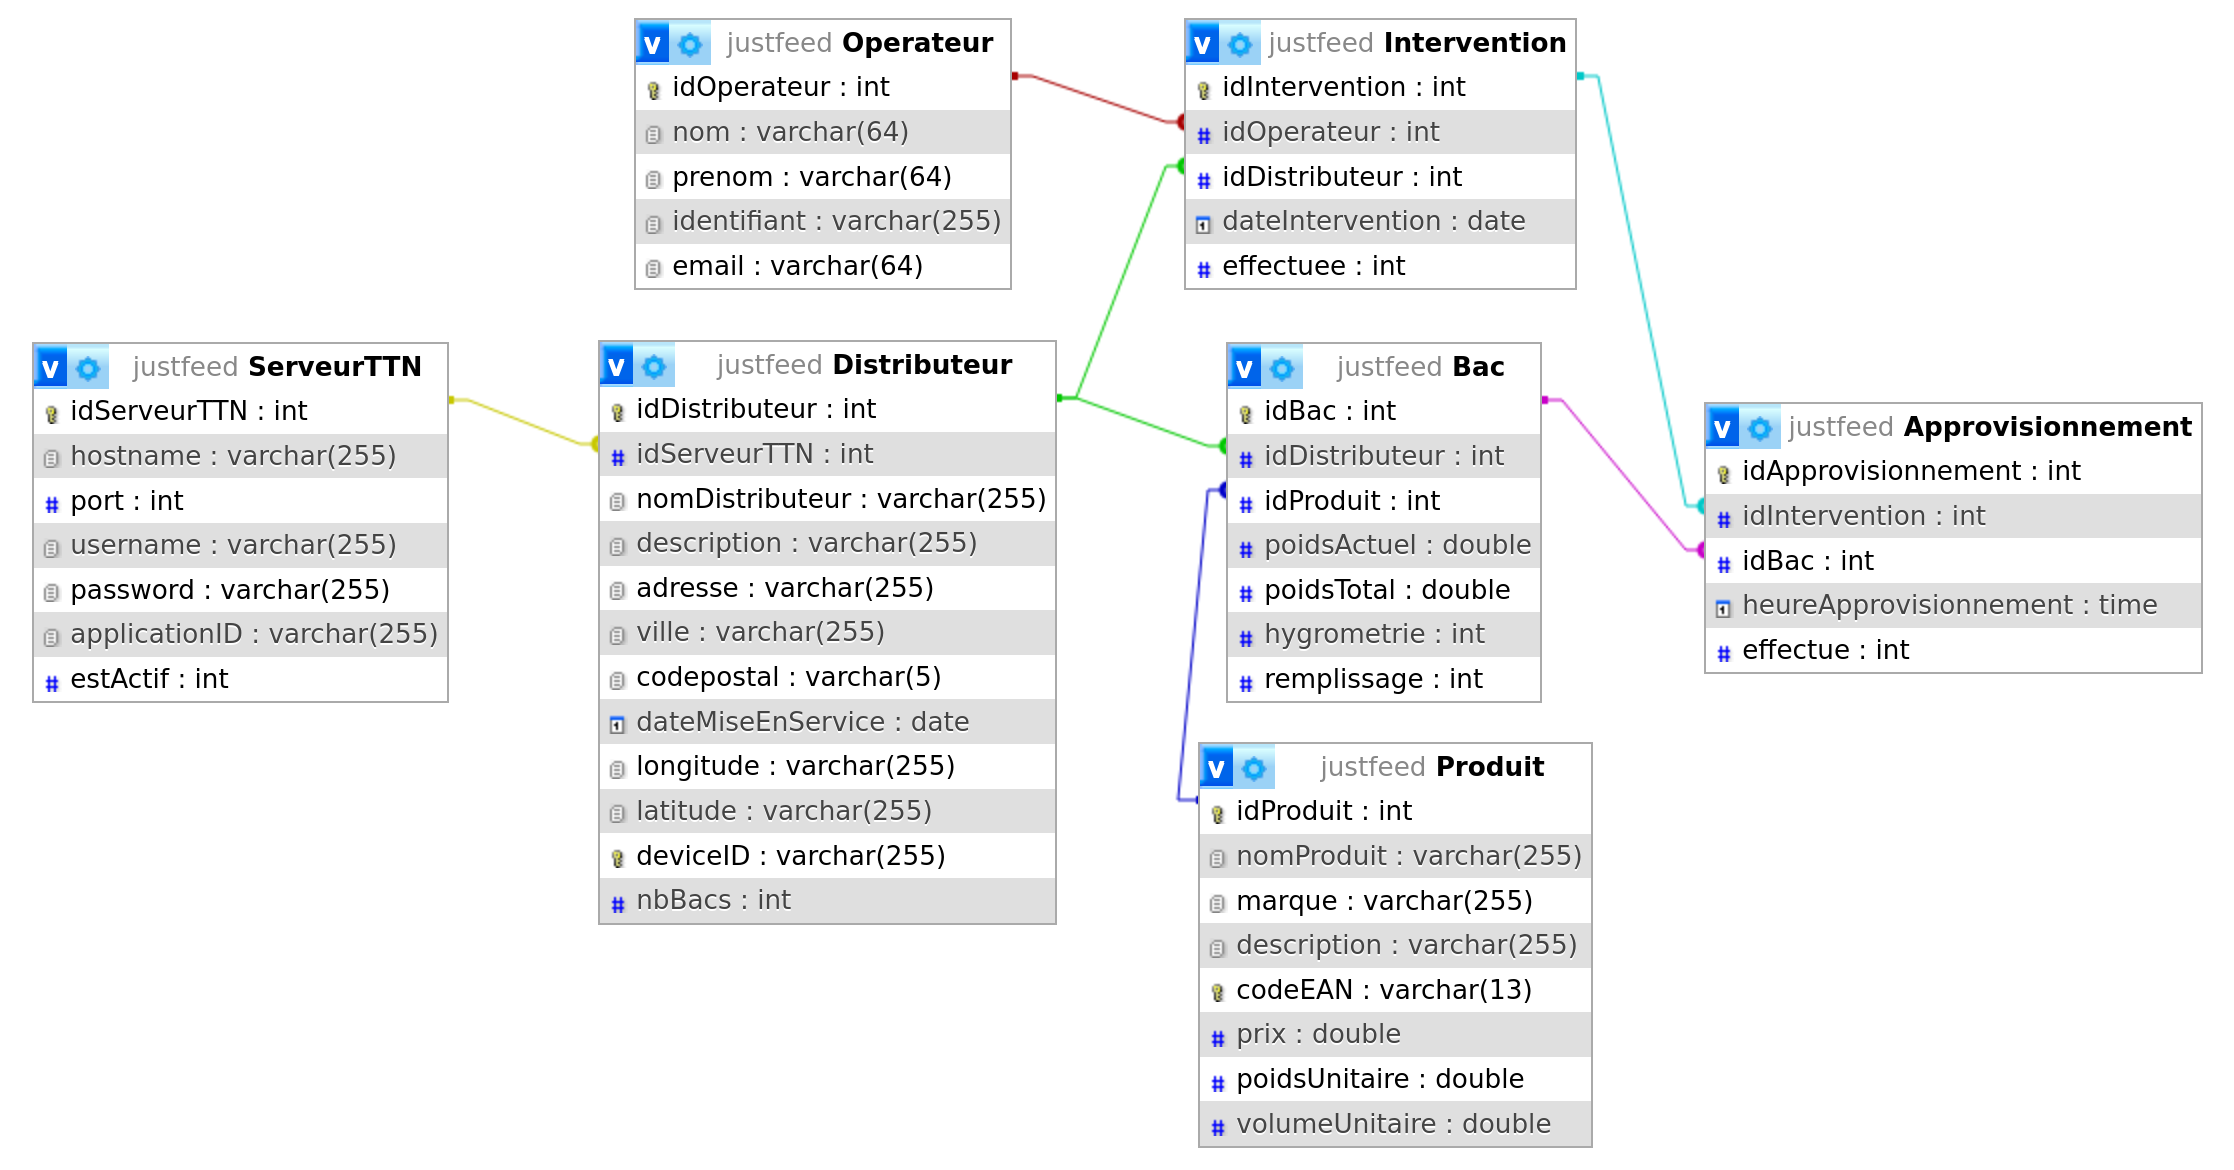 v justfeed Operateur
idOperateur : int
nom : varchar(64)
prenom : varchar(64)
identifiant : varchar(255)
email : varchar(64)
v justfeed Intervention
idIntervention : int
idOperateur : int
idDistributeur : int
dateIntervention : date
effectuee : int
v justfeed ServeurTTN
idServeurTTN : int
hostname : varchar(255)
port : int
username : varchar(255)
password : varchar(255)
applicationID : varchar(255)
estActif : int
v justfeed Distributeur
idDistributeur : int
idServeurTTN : int
nomDistributeur : varchar(255)
description : varchar(255)
adresse : varchar(255)
ville : varchar(255)
codepostal : varchar(5)
dateMiseEnService : date
longitude : varchar(255)
latitude : varchar(255)
deviceID : varchar(255)
nbBacs : int
v justfeed Bac
idBac : int
idDistributeur : int
idProduit : int
poidsActuel : double
poidsTotal : double
hygrometrie : int
remplissage : int
v justfeed Approvisionnement
idApprovisionnement : int
idIntervention : int
idBac : int
heureApprovisionnement : time
effectue : int
v justfeed Produit
idProduit : int
nomProduit : varchar(255)
marque : varchar(255)
description : varchar(255)
codeEAN : varchar(13)
prix : double
poidsUnitaire : double
volumeUnitaire : double